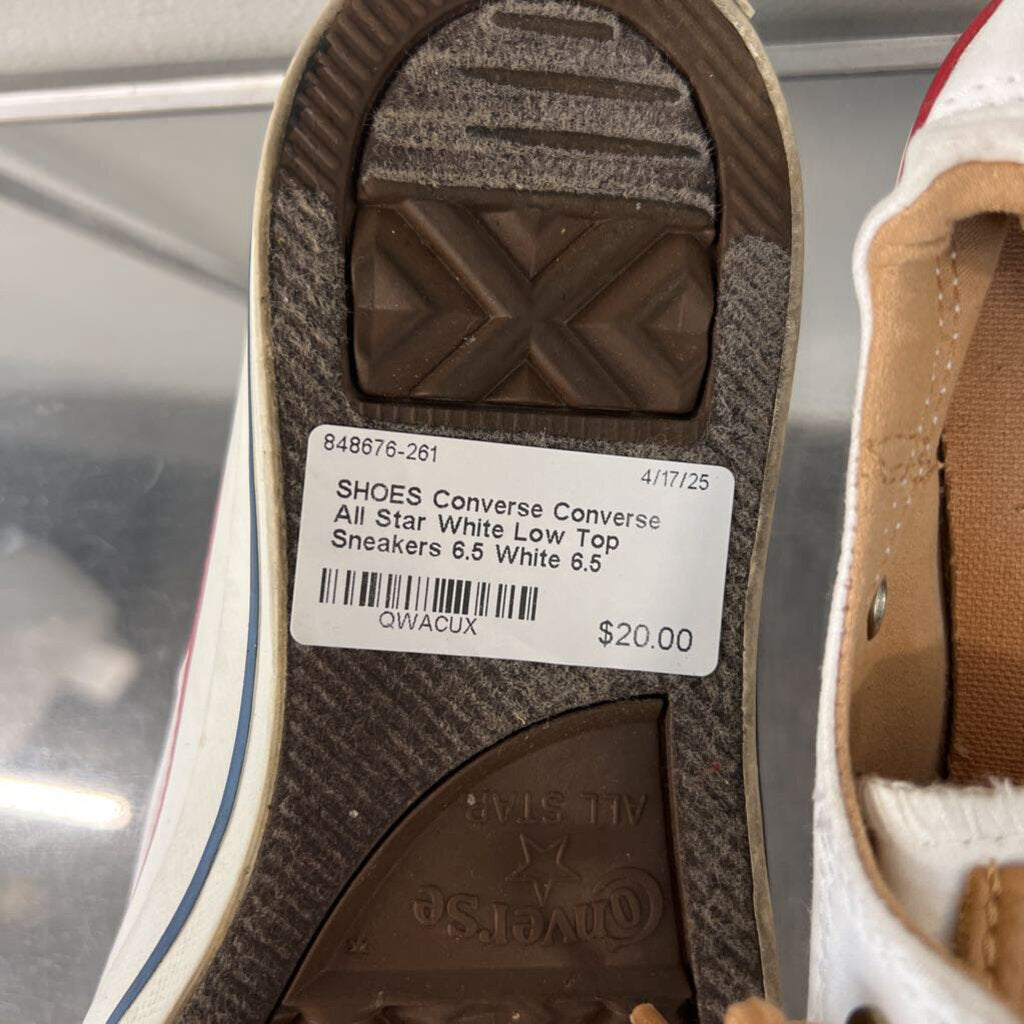 848676-261
4/17/25
SHOES Converse Converse
All Star White Low Top
Sneakers 6.5 White 6.5
QWACUX
$20.00
ALL STAR
Converse